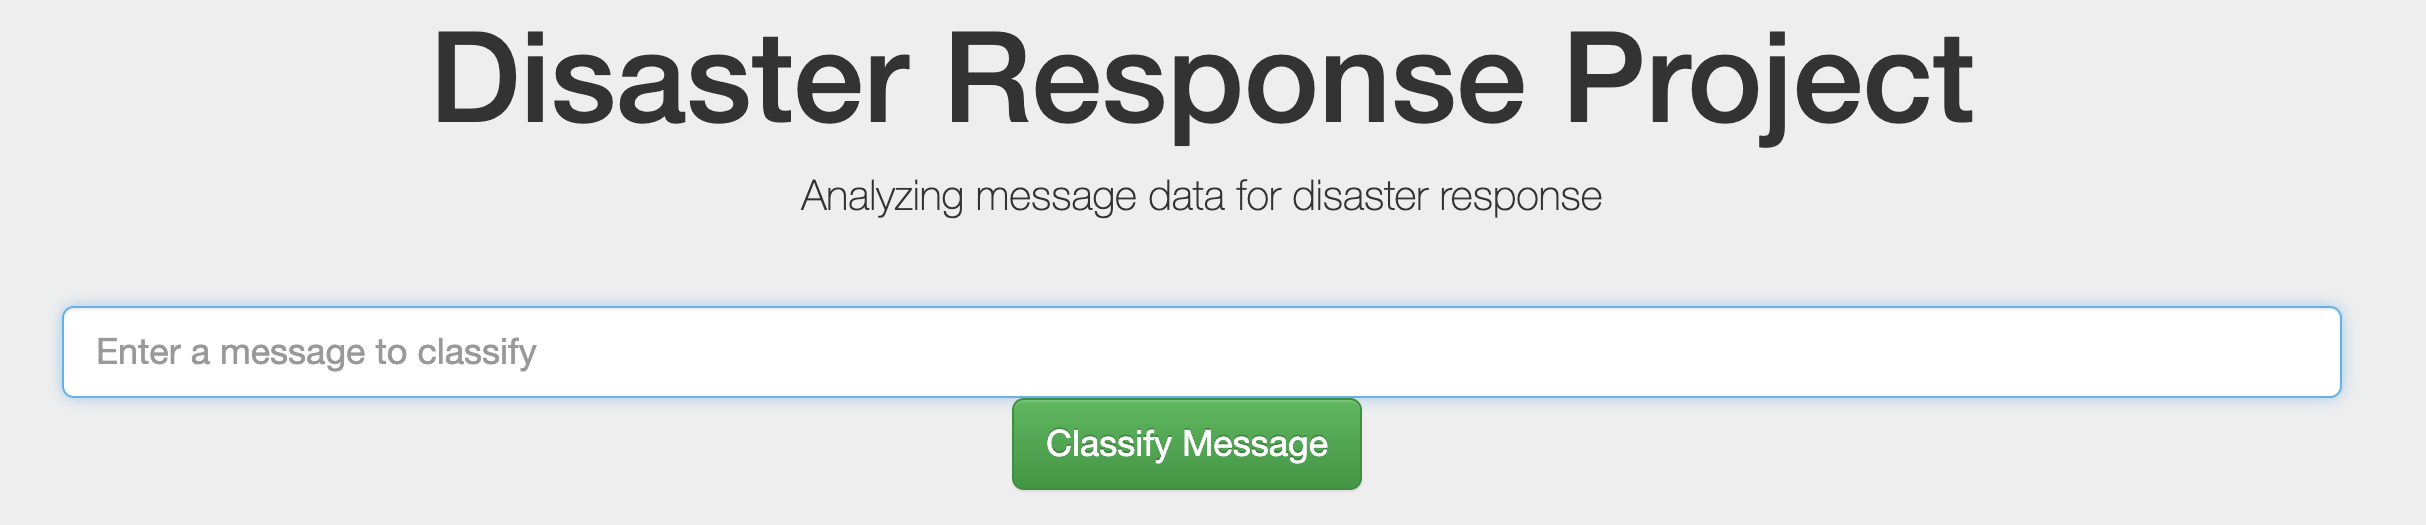 Disaster Response Project
Analyzing message data for disaster response
Enter a message to classify
Classify Message